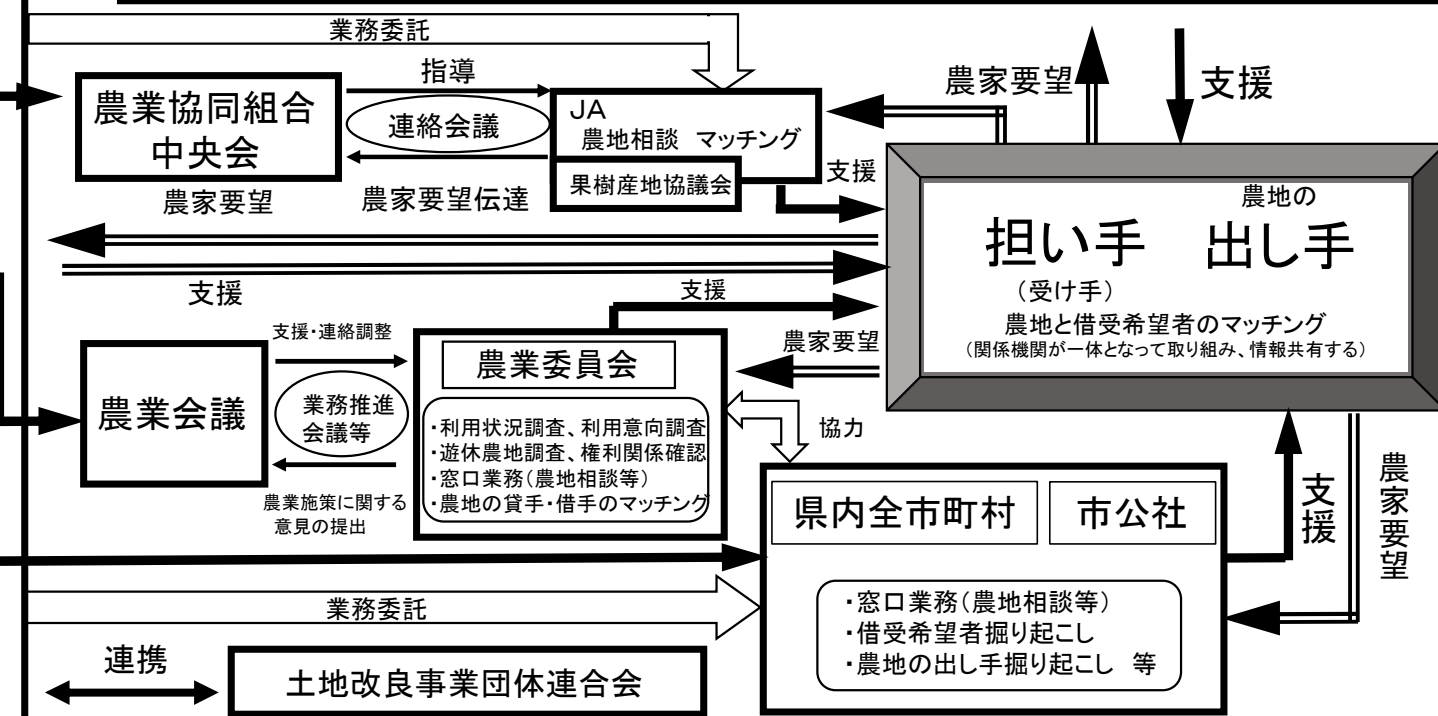 業務委託
農業協同組合
中央会
指導
連絡会議
農家要望伝達
JA
農地相談 マッチング
果樹産地協議会
農家要望
支援
支援
農家要望
支援
農地の
担い手 出し手
（受け手）
農地と借受希望者のマッチング
（関係機関が一体となって取り組み、情報共有する）
農業会議
支援・連絡調整
業務推進
会議等
農業施策に関する
意見の提出
支援
農業委員会
・利用状況調査、利用意向調査
・遊休農地調査、権利関係確認
・窓口業務（農地相談等）
・農地の貸手・借手のマッチング
農家要望
協力
県内全市町村
市公社
・窓口業務（農地相談等）
・借受希望者掘り起こし
・農地の出し手掘り起こし 等
支援
農家要望
業務委託
連携
土地改良事業団体連合会